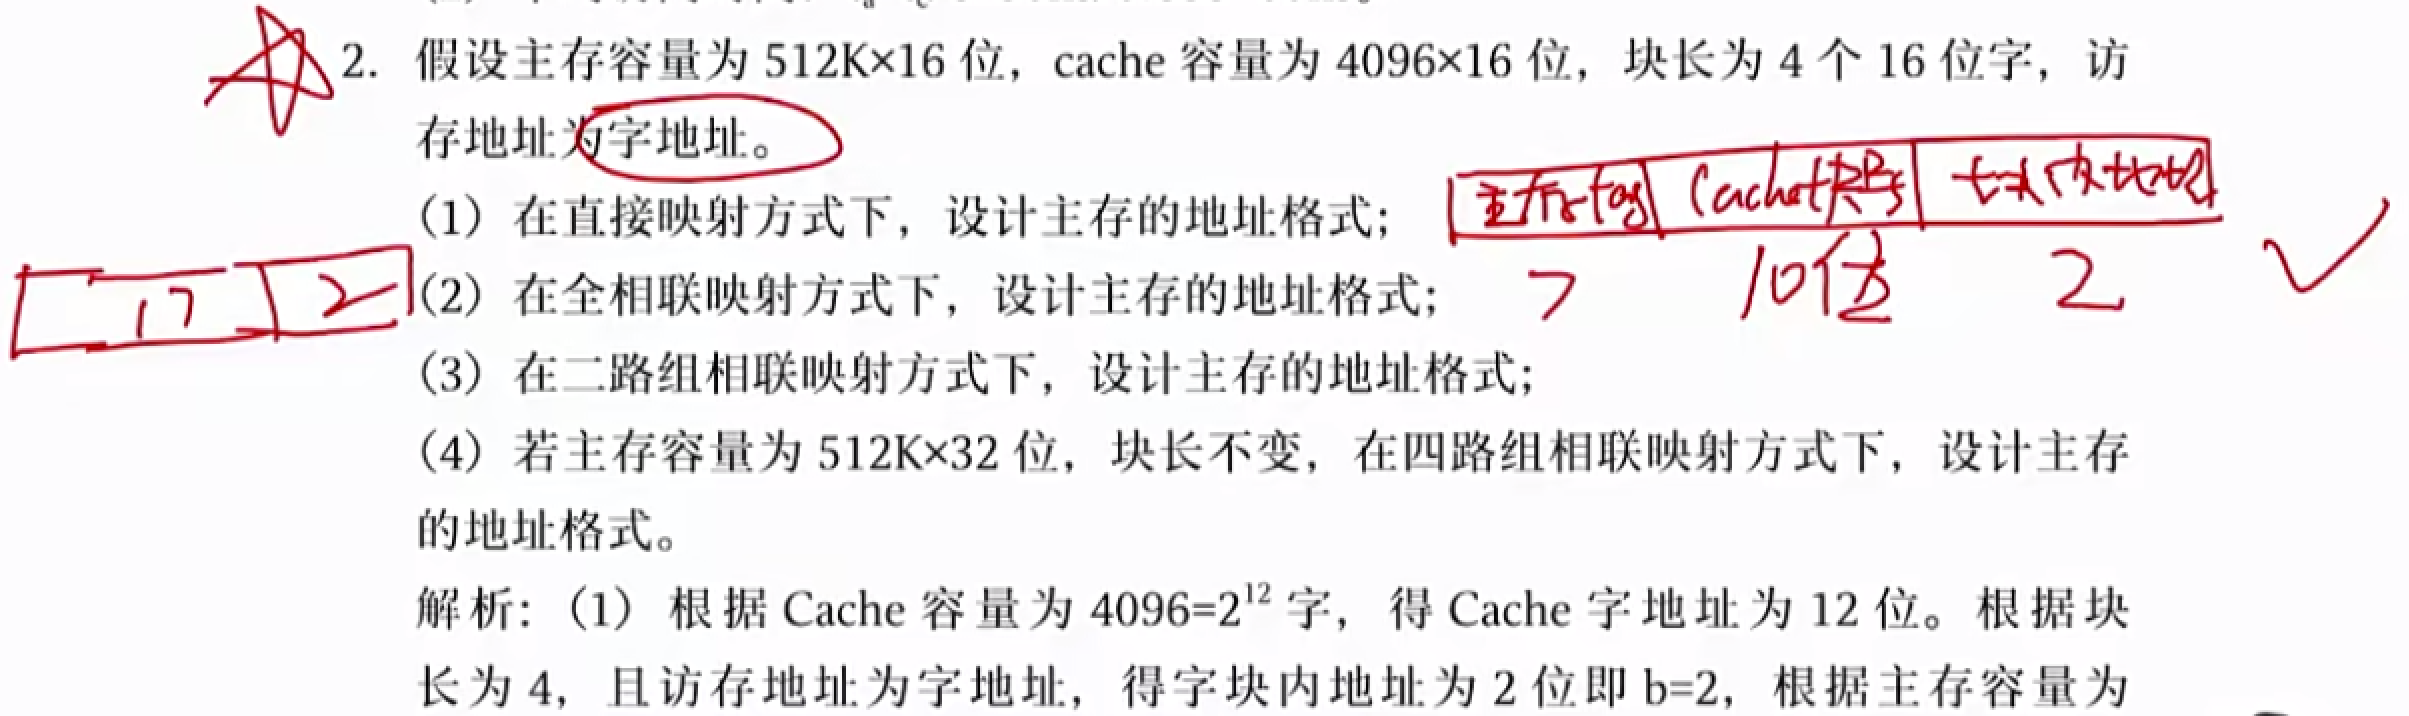 2. 假设主存容量为 512K×16 位，cache 容量为 4096×16 位，块长为 4 个 16 位字，访
存地址为字地址。
（1）在直接映射方式下，设计主存的地址格式；
主存tag Cache块号 块内地址
7 10位 2
（2）在全相联映射方式下，设计主存的地址格式；
17 2
（3）在二路组相联映射方式下，设计主存的地址格式；
（4）若主存容量为 512K×32 位，块长不变，在四路组相联映射方式下，设计主存
的地址格式。
解析：（1）根据 Cache 容量为 4096=2¹² 字，得 Cache 字地址为 12 位。根据块
长为 4，且访存地址为字地址，得字块内地址为 2 位即 b=2，根据主存容量为